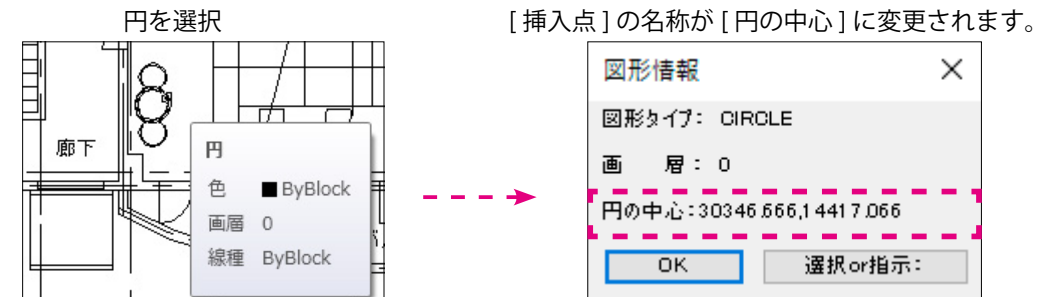 円を選択
[ 挿入点 ] の名称が [ 円の中心 ] に変更されます。
廊下
円
色 ■ ByBlock
画層 0
線種 ByBlock
図形情報
図形タイプ： CIRCLE
画　　層： 0
円の中心：30346.666,14417.066
OK
選択or指示：